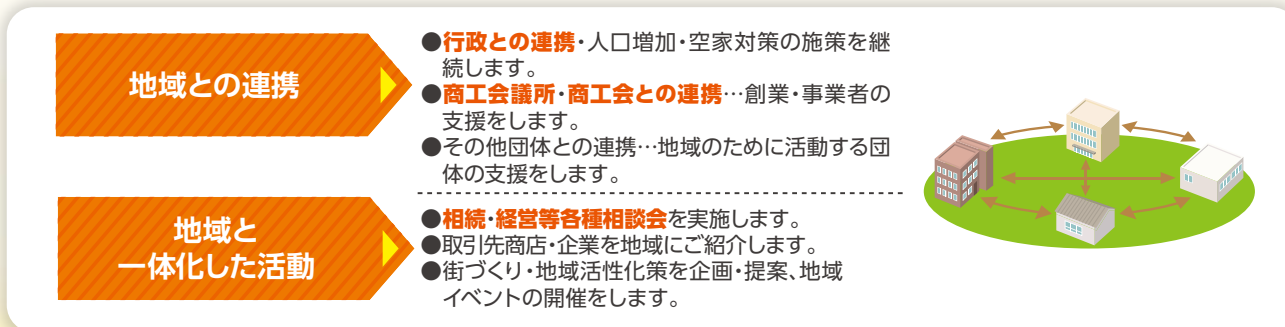 地域との連携
●行政との連携・人口増加・空家対策の施策を継
続します。
●商工会議所・商工会との連携…創業・事業者の
支援をします。
●その他団体との連携…地域のために活動する団
体の支援をします。
地域と
一体化した活動
●相続・経営等各種相談会を実施します。
●取引先商店・企業を地域にご紹介します。
●街づくり・地域活性化策を企画・提案、地域
イベントの開催をします。